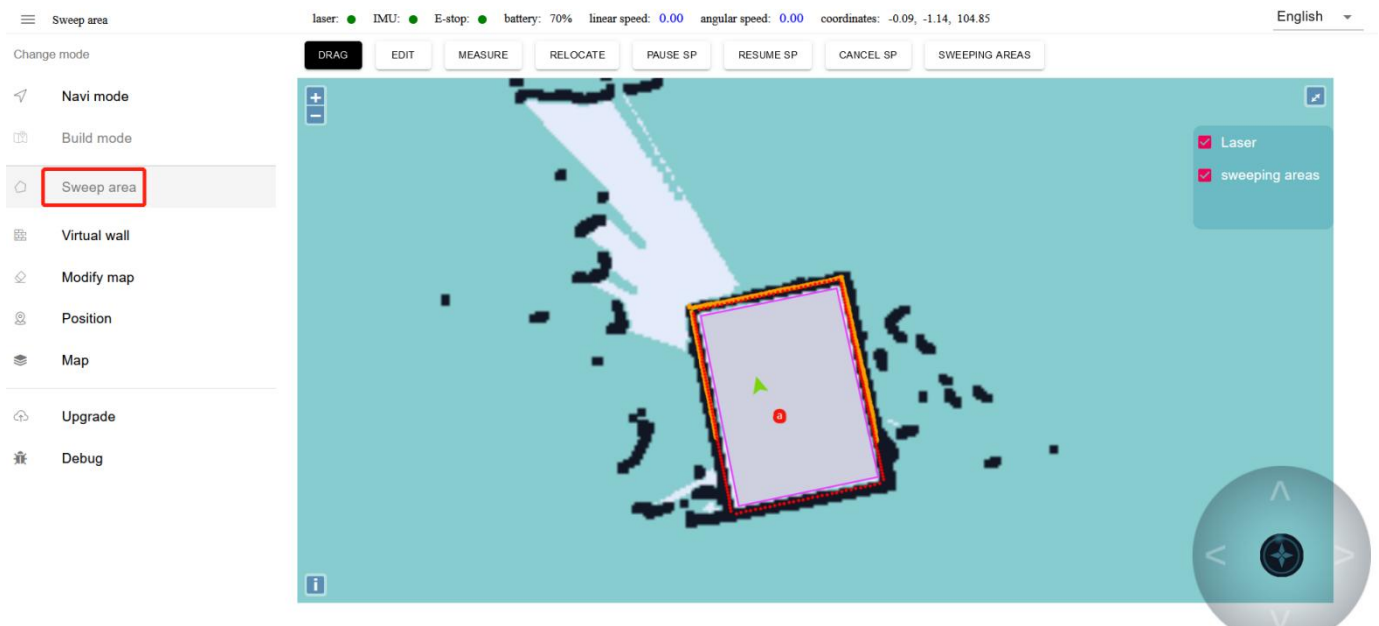 Sweep area
laser: IMU: E-stop: battery: 70% linear speed: 0.00 angular speed: 0.00 coordinates: -0.09, -1.14, 104.85
English
Change mode
DRAG EDIT MEASURE RELOCATE PAUSE SP RESUME SP CANCEL SP SWEEPING AREAS
Navi mode
Build mode
Sweep area
Virtual wall
Modify map
Position
Map
Upgrade
Debug
+
−
Laser
sweeping areas
a
i